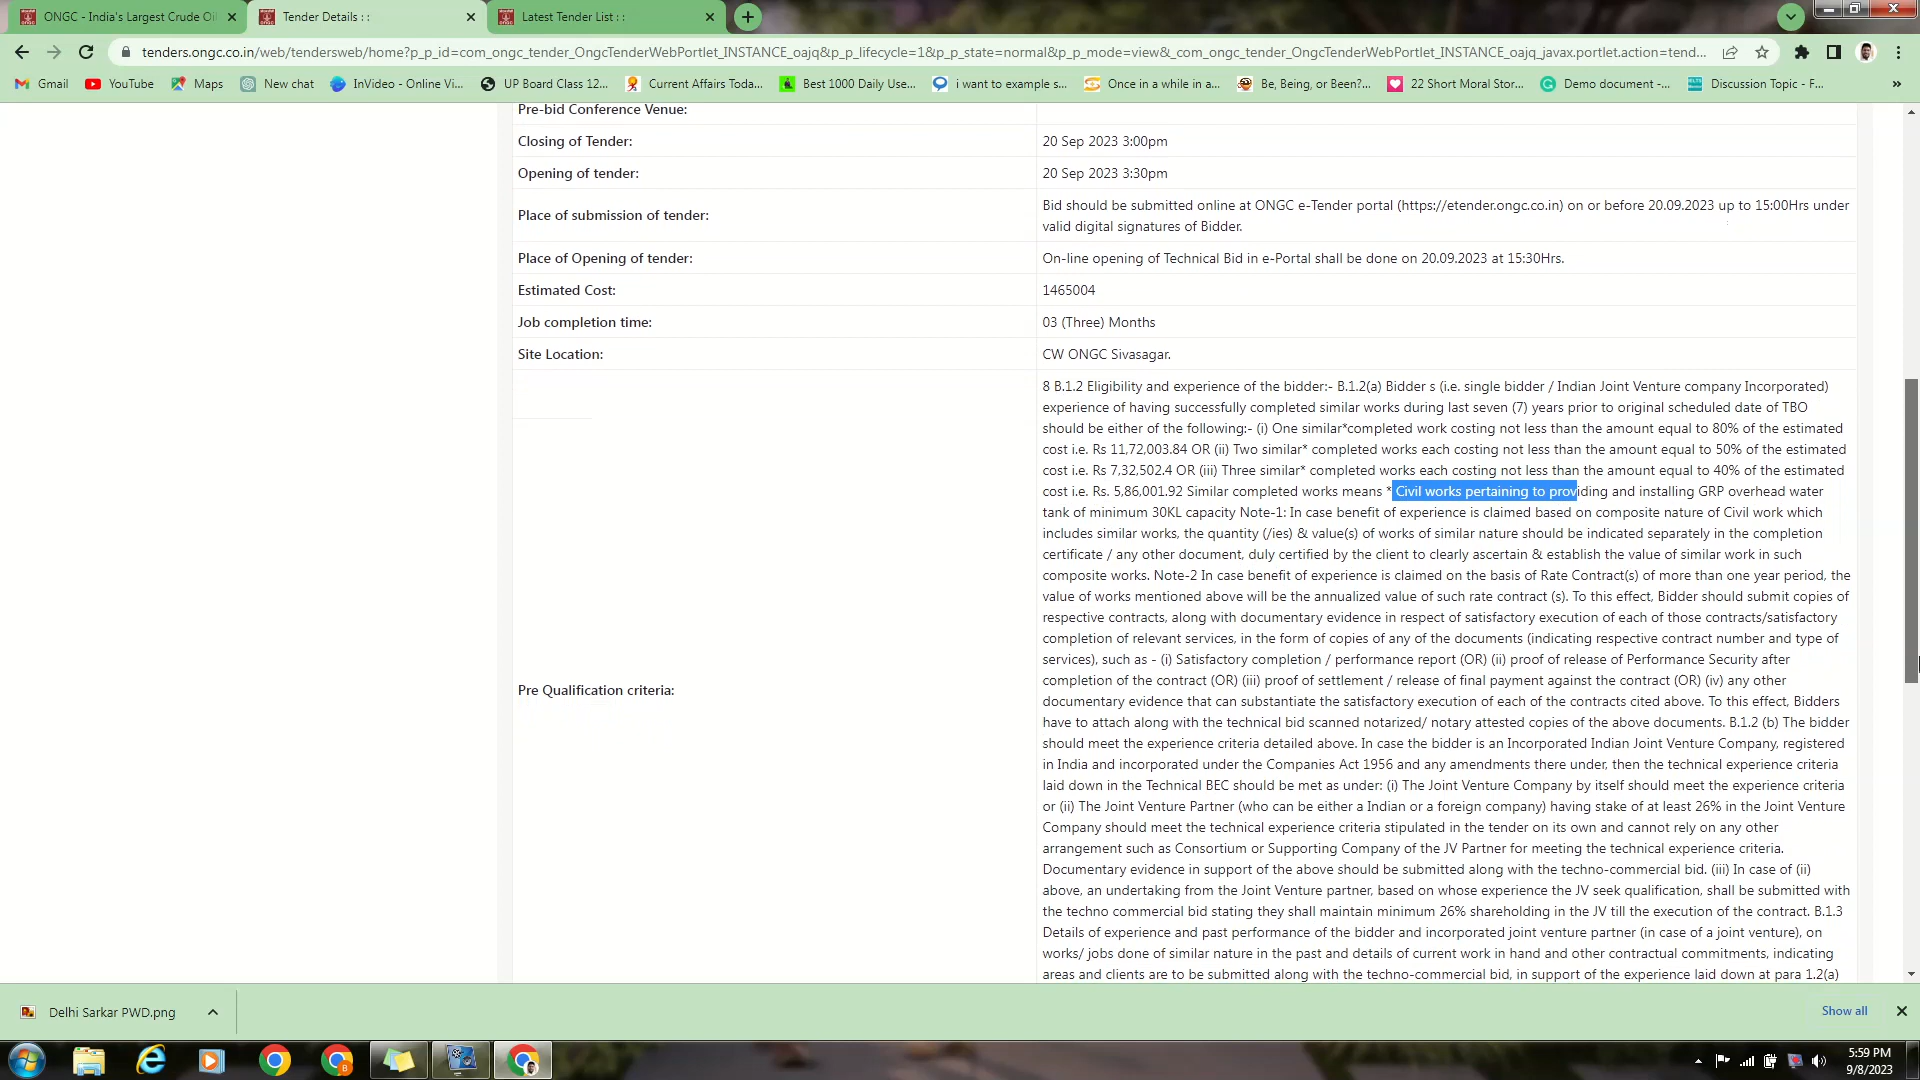 ONGC - India's Largest Crude Oi
Tender Details : :
Latest Tender List : :
tenders.ongc.co.in/web/tendersweb/home?p_p_id=com_ongc_tender_OngcTenderWebPortlet_INSTANCE_oajq&p_p_lifecycle=1&p_p_state=normal&p_p_mode=view&_com_ongc_tender_OngcTenderWebPortlet_INSTANCE_oajq_javax.portlet.action=tend...
Gmail
YouTube
Maps
New chat
InVideo - Online Vi...
UP Board Class 12...
Current Affairs Toda...
Best 1000 Daily Use...
i want to example s...
Once in a while in a...
Be, Being, or Been?...
22 Short Moral Stor...
Demo document -...
Discussion Topic - F...
»
Pre-bid Conference Venue:
Closing of Tender:
20 Sep 2023 3:00pm
Opening of tender:
20 Sep 2023 3:30pm
Place of submission of tender:
Bid should be submitted online at ONGC e-Tender portal (https://etender.ongc.co.in) on or before 20.09.2023 up to 15:00Hrs under
valid digital signatures of Bidder.
Place of Opening of tender:
On-line opening of Technical Bid in e-Portal shall be done on 20.09.2023 at 15:30Hrs.
Estimated Cost:
1465004
Job completion time:
03 (Three) Months
Site Location:
CW ONGC Sivasagar.
Pre Qualification criteria:
8 B.1.2 Eligibility and experience of the bidder:- B.1.2(a) Bidder s (i.e. single bidder / Indian Joint Venture company Incorporated)
experience of having successfully completed similar works during last seven (7) years prior to original scheduled date of TBO
should be either of the following:- (i) One similar*completed work costing not less than the amount equal to 80% of the estimated
cost i.e. Rs 11,72,003.84 OR (ii) Two similar* completed works each costing not less than the amount equal to 50% of the estimated
cost i.e. Rs 7,32,502.4 OR (iii) Three similar* completed works each costing not less than the amount equal to 40% of the estimated
cost i.e. Rs. 5,86,001.92 Similar completed works means * Civil works pertaining to providing and installing GRP overhead water
tank of minimum 30KL capacity Note-1: In case benefit of experience is claimed based on composite nature of Civil work which
includes similar works, the quantity (/ies) & value(s) of works of similar nature should be indicated separately in the completion
certificate / any other document, duly certified by the client to clearly ascertain & establish the value of similar work in such
composite works. Note-2 In case benefit of experience is claimed on the basis of Rate Contract(s) of more than one year period, the
value of works mentioned above will be the annualized value of such rate contract (s). To this effect, Bidder should submit copies of
respective contracts, along with documentary evidence in respect of satisfactory execution of each of those contracts/satisfactory
completion of relevant services, in the form of copies of any of the documents (indicating respective contract number and type of
services), such as - (i) Satisfactory completion / performance report (OR) (ii) proof of release of Performance Security after
completion of the contract (OR) (iii) proof of settlement / release of final payment against the contract (OR) (iv) any other
documentary evidence that can substantiate the satisfactory execution of each of the contracts cited above. To this effect, Bidders
have to attach along with the technical bid scanned notarized/ notary attested copies of the above documents. B.1.2 (b) The bidder
should meet the experience criteria detailed above. In case the bidder is an Incorporated Indian Joint Venture Company, registered
in India and incorporated under the Companies Act 1956 and any amendments there under, then the technical experience criteria
laid down in the Technical BEC should be met as under: (i) The Joint Venture Company by itself should meet the experience criteria
or (ii) The Joint Venture Partner (who can be either a Indian or a foreign company) having stake of at least 26% in the Joint Venture
Company should meet the technical experience criteria stipulated in the tender on its own and cannot rely on any other
arrangement such as Consortium or Supporting Company of the JV Partner for meeting the technical experience criteria.
Documentary evidence in support of the above should be submitted along with the techno-commercial bid. (iii) In case of (ii)
above, an undertaking from the Joint Venture partner, based on whose experience the JV seek qualification, shall be submitted with
the techno commercial bid stating they shall maintain minimum 26% shareholding in the JV till the execution of the contract. B.1.3
Details of experience and past performance of the bidder and incorporated joint venture partner (in case of a joint venture), on
works/ jobs done of similar nature in the past and details of current work in hand and other contractual commitments, indicating
areas and clients are to be submitted along with the techno-commercial bid, in support of the experience laid down at para 1.2(a)
Delhi Sarkar PWD.png
Show all
5:59 PM
9/8/2023